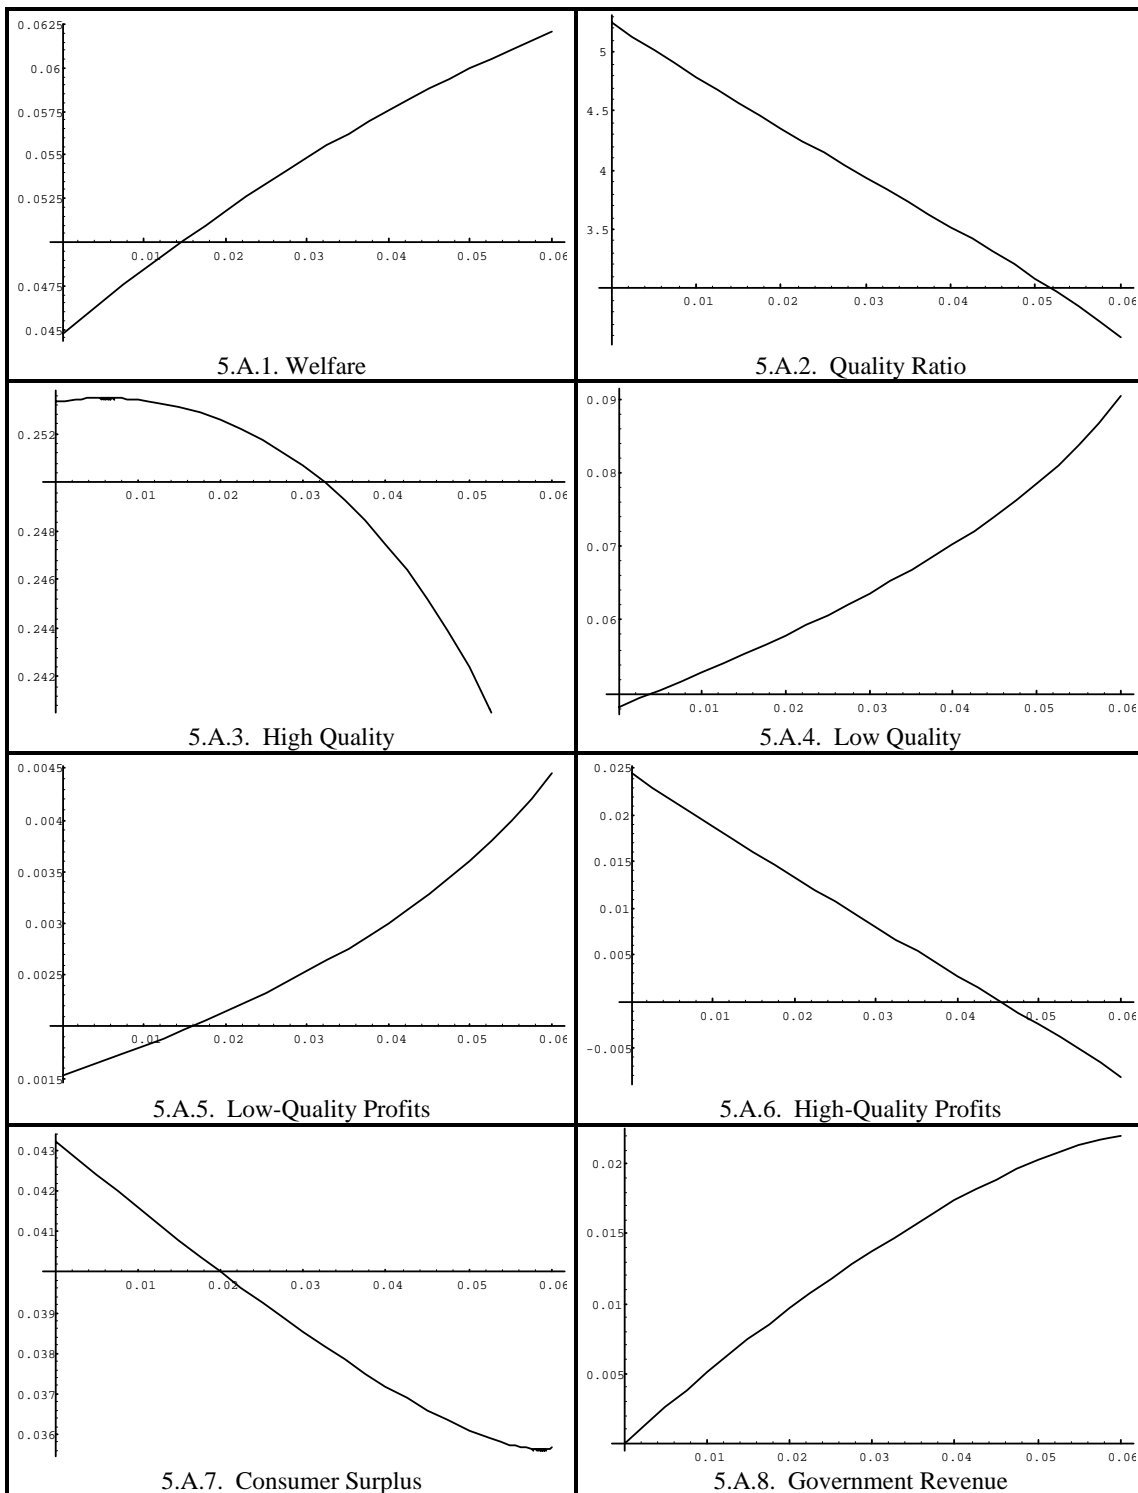 0.0625
0.06
0.0575
0.055
0.0525
0.0475
0.045
0.01 0.02 0.03 0.04 0.05 0.06
5.A.1. Welfare
5
4.5
4
3.5
0.01 0.02 0.03 0.04 0.05 0.06
5.A.2. Quality Ratio
0.252
0.248
0.246
0.244
0.242
0.01 0.02 0.03 0.04 0.05 0.06
5.A.3. High Quality
0.09
0.08
0.07
0.06
0.01 0.02 0.03 0.04 0.05 0.06
5.A.4. Low Quality
0.0045
0.004
0.0035
0.003
0.0025
0.0015
0.01 0.02 0.03 0.04 0.05 0.06
5.A.5. Low-Quality Profits
0.025
0.02
0.015
0.01
0.005
-0.005
0.01 0.02 0.03 0.04 0.05 0.06
5.A.6. High-Quality Profits
0.043
0.042
0.041
0.039
0.038
0.037
0.036
0.01 0.02 0.03 0.04 0.05 0.06
5.A.7. Consumer Surplus
0.02
0.015
0.01
0.005
0.01 0.02 0.03 0.04 0.05 0.06
5.A.8. Government Revenue